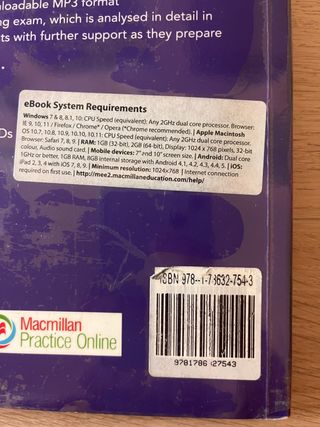 nloadable MP3 format
ng exam, which is analysed in detail in
ts with further support as they prepare
Ds
eBook System Requirements
Windows 7 & 8, 8.1, 10: CPU Speed (equivalent): Any 2GHz dual core processor. Browser:
IE 9, 10, 11 / Firefox / Chrome* / Opera (*Chrome recommended). | Apple Macintosh
OS 10.7, 10.8, 10.9, 10.10, 10.11: CPU Speed (equivalent): Any 2GHz dual core processor.
Browser: Safari 7, 8, 9. | RAM: 1GB (32-bit), 2GB (64-bit), Display: 1024 x 768 pixels, 32-bit
colour, Audio sound card. | Mobile devices: 7" and 10" screen size. | Android: Dual core
1GHz or better, 1GB RAM, 8GB internal storage with Android 4.1, 4.2, 4.3, 4.4, 5. | iOS:
iPad 2, 3, 4 with iOS 7, 8, 9. | Minimum resolution: 1024x768 | Internet connection
required on first use. | http://mee2.macmillaneducation.com/help/
ISBN 978-1-78632-754-3
Macmillan
Practice Online
9781786 327543